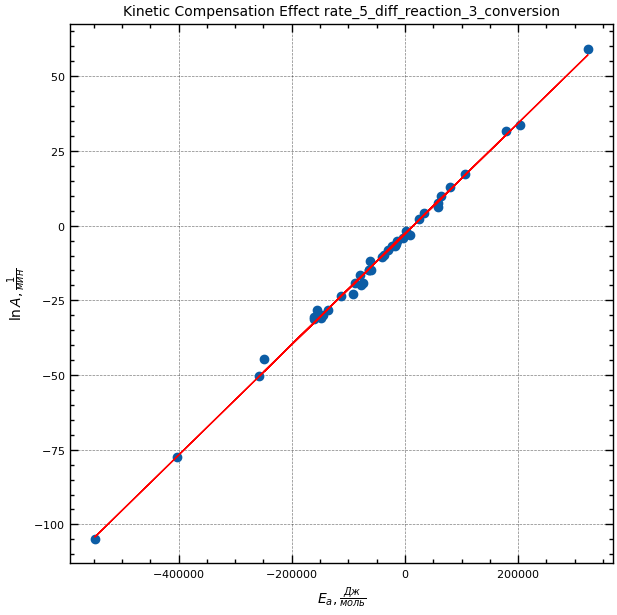 Kinetic Compensation Effect rate_5_diff_reaction_3_conversion
50
25
0
−25
−50
−75
−100
ln A, 1/мин
−400000 −200000 0 200000
E_a, Дж/моль